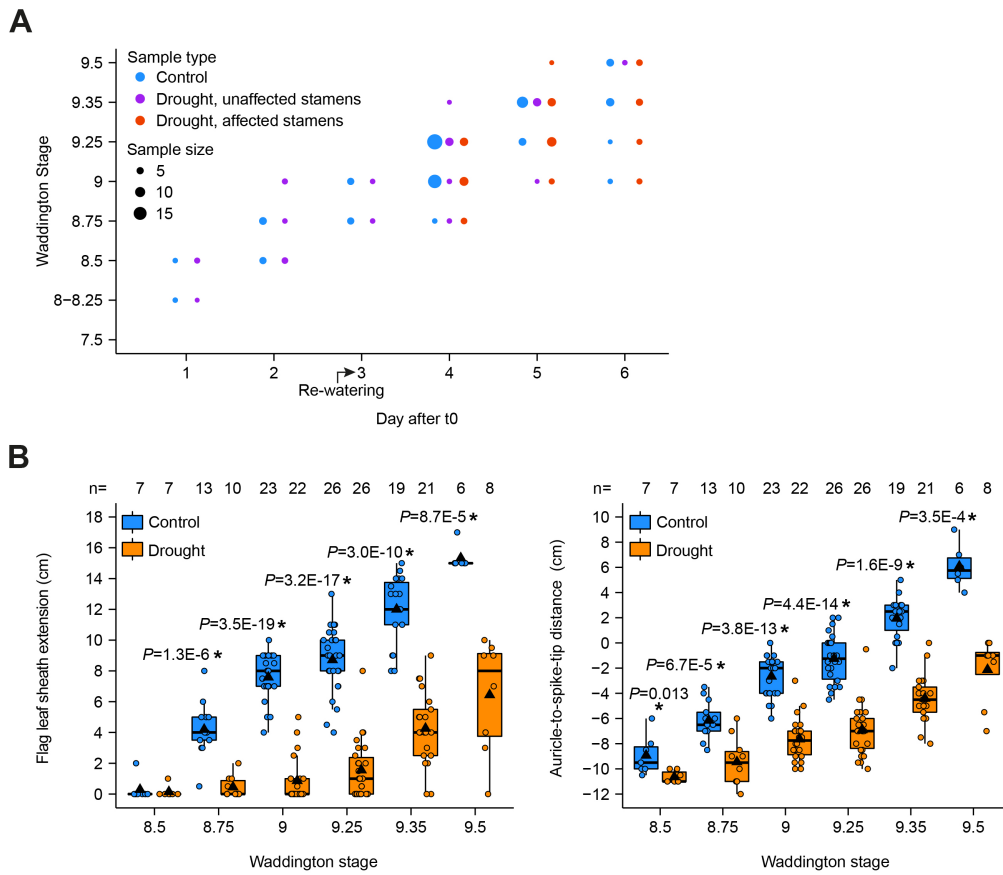 A
Sample type
Control
Drought, unaffected stamens
Drought, affected stamens
Sample size
5
10
15
Waddington Stage
9.5
9.35
9.25
9
8.75
8.5
8−8.25
7.5
1 2 3 4 5 6
Re-watering
Day after t0
B
n= 7 7 13 10 23 22 26 26 19 21 6 8
Control
Drought
P=1.3E-6 *
P=3.5E-19 *
P=3.2E-17 *
P=3.0E-10 *
P=8.7E-5 *
Flag leaf sheath extension (cm)
18
16
14
12
10
8
6
4
2
0
8.5 8.75 9 9.25 9.35 9.5
Waddington stage
n= 7 7 13 10 23 22 26 26 19 21 6 8
Control
Drought
P=0.013
*
P=6.7E-5 *
P=3.8E-13 *
P=4.4E-14 *
P=1.6E-9 *
P=3.5E-4 *
Auricle-to-spike-tip distance (cm)
10
8
6
4
2
0
−2
−4
−6
−8
−10
−12
8.5 8.75 9 9.25 9.35 9.5
Waddington stage